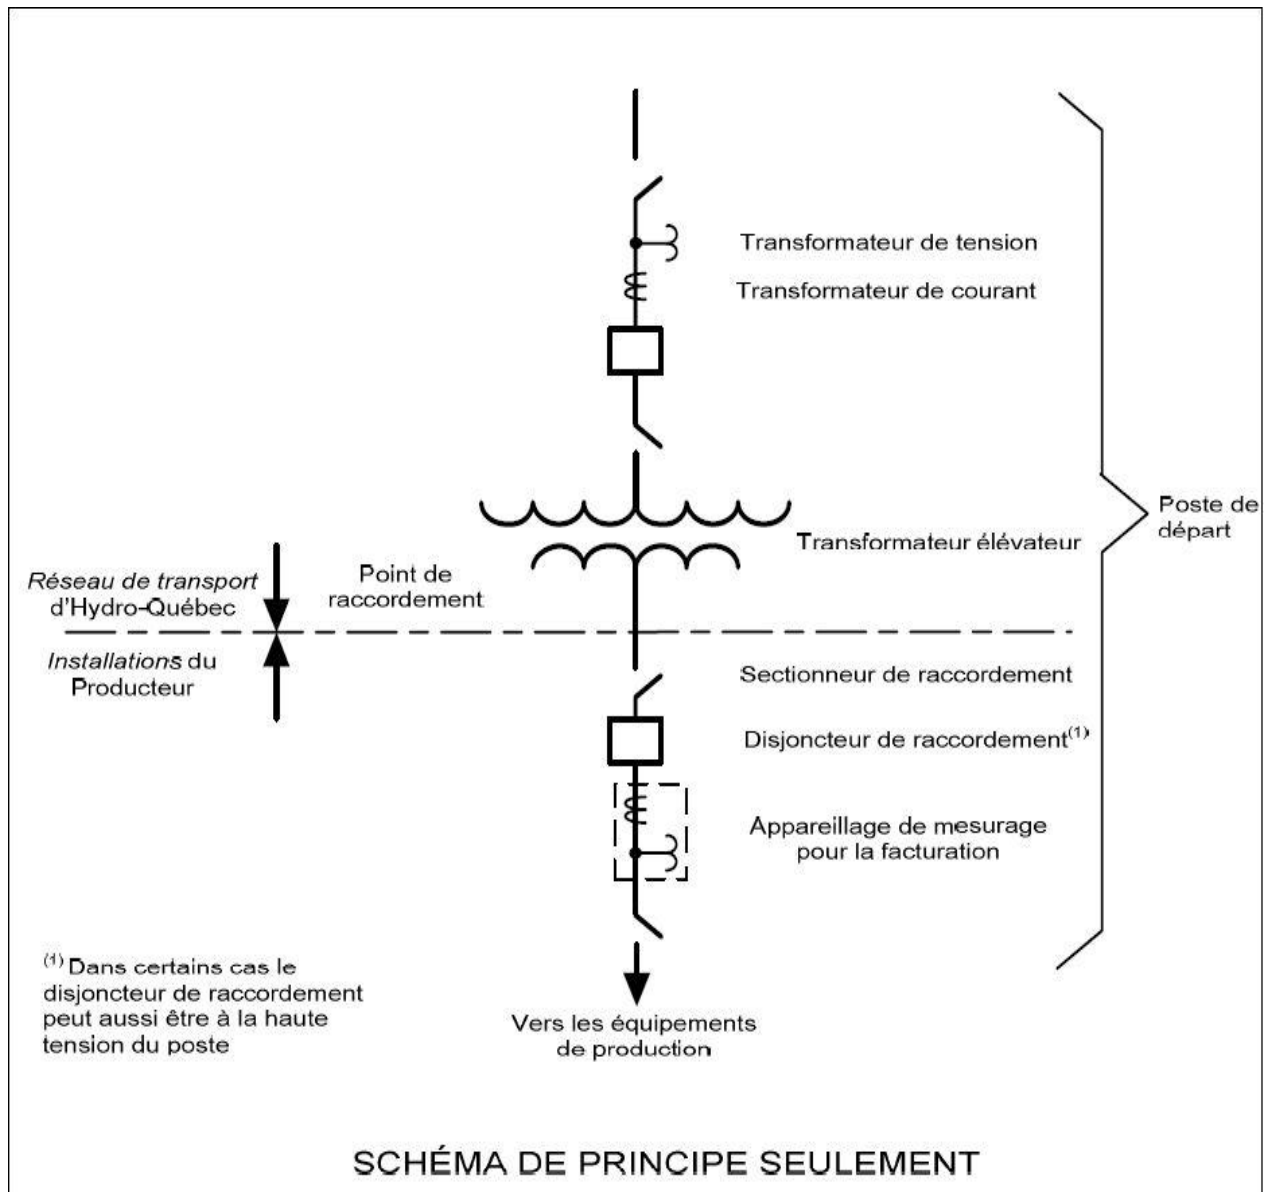 Transformateur de tension
Transformateur de courant
Poste de
départ
Transformateur élévateur
Réseau de transport
d'Hydro-Québec
Point de
raccordement
Installations du
Producteur
Sectionneur de raccordement
Disjoncteur de raccordement(1)
Appareillage de mesurage
pour la facturation
(1) Dans certains cas le
disjoncteur de raccordement
peut aussi être à la haute
tension du poste
Vers les équipements
de production
SCHÉMA DE PRINCIPE SEULEMENT